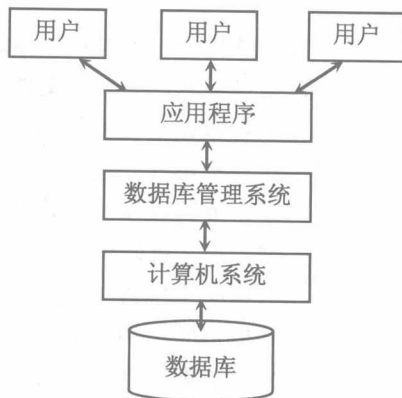 用户 用户 用户
应用程序
数据库管理系统
计算机系统
数据库